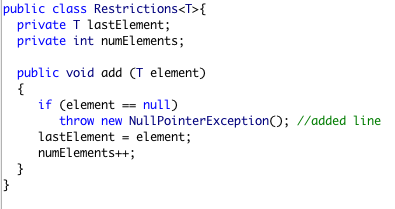 public class Restrictions<T>{
private T lastElement;
private int numElements;
public void add (T element)
{
if (element == null)
throw new NullPointerException(); //added line
lastElement = element;
numElements++;
}
}